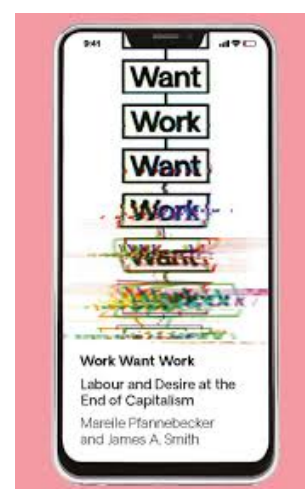 9:41
Want
Work
Want
Work
Want
Work Want Work
Labour and Desire at the
End of Capitalism
Mareile Pfannebecker
and James A. Smith